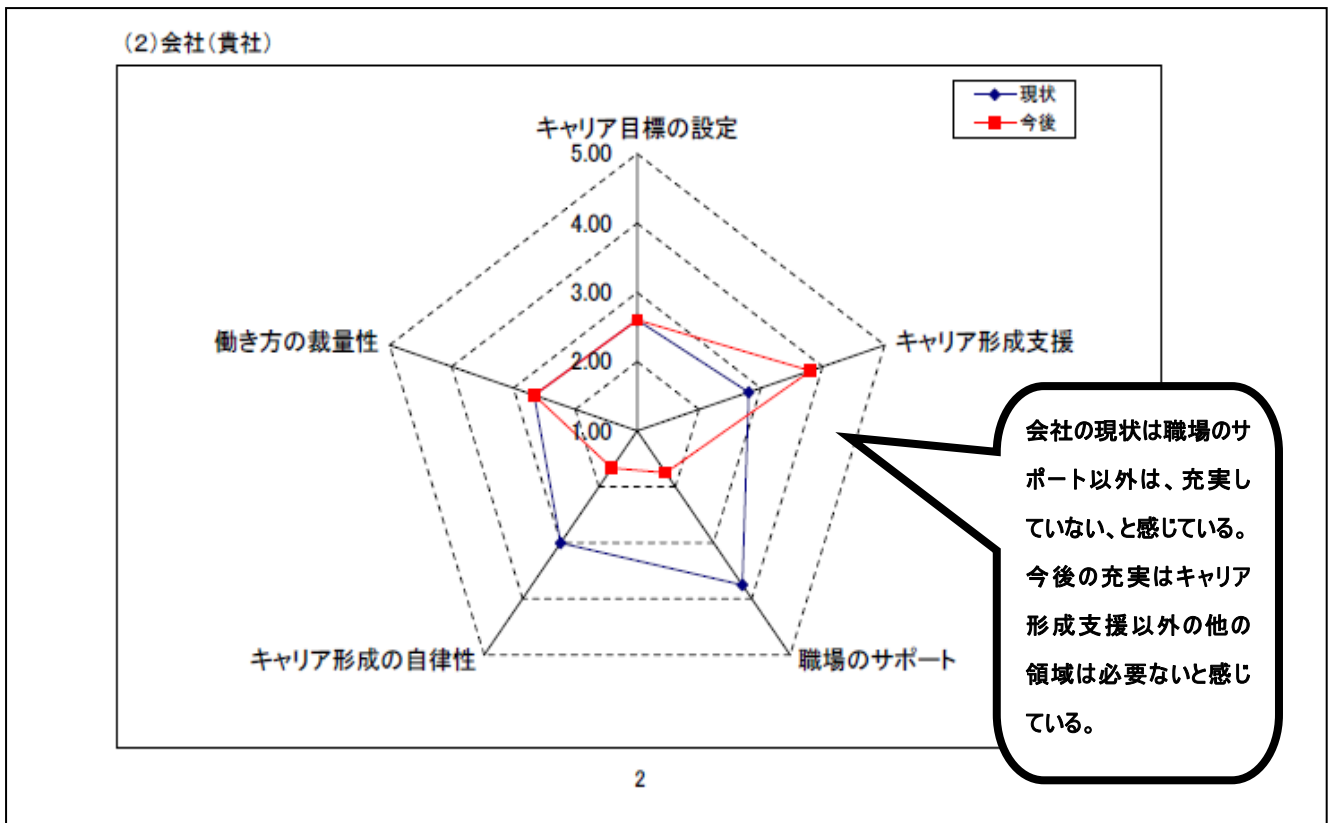 (2)会社(貴社)
現状
今後
キャリア目標の設定
5.00
4.00
3.00
2.00
1.00
働き方の裁量性
キャリア形成支援
キャリア形成の自律性
職場のサポート
会社の現状は職場のサ
ポート以外は、充実し
ていない、と感じている。
今後の充実はキャリア
形成支援以外の他の
領域は必要ないと感じ
ている。
2